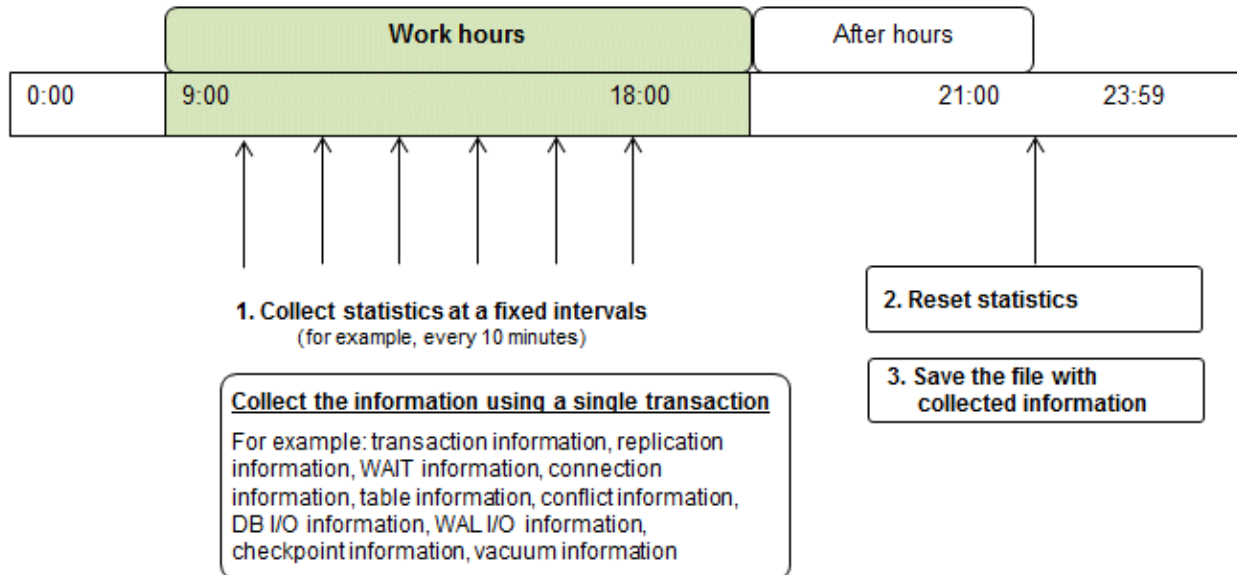 Work hours
After hours
0:00
9:00
18:00
21:00
23:59
1. Collect statistics at a fixed intervals
(for example, every 10 minutes)
2. Reset statistics
3. Save the file with
collected information
Collect the information using a single transaction
For example: transaction information, replication
information, WAIT information, connection
information, table information, conflict information,
DB I/O information, WAL I/O information,
checkpoint information, vacuum information